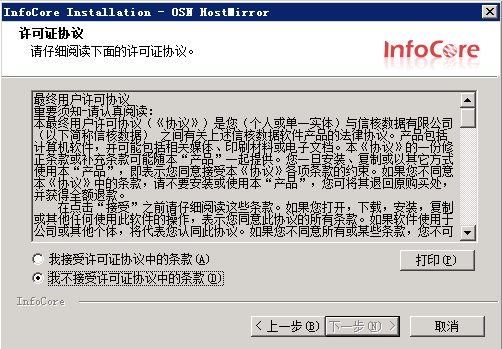 InfoCore Installation - OSN HostMirror
许可证协议
请仔细阅读下面的许可证协议。
InfoCore
最终用户许可协议
重要须知-请认真阅读：
本最终用户许可协议（《协议》）是您（个人或单一实体）与信核数据有限公司
（以下简称信核数据） 之间有关上述信核数据软件产品的法律协议。产品包括
计算机软件，并可能包括相关媒体、印刷材料或电子文档。本《协议》的一份修
正条款或补充条款可能随本“产品”一起提供。您一旦安装、复制或以其它方式
使用本“产品”，即表示您同意接受本《协议》各项条款的约束。如果您不同意
本《协议》中的条款，请不要安装或使用本“产品”，您可将其退回原购买处，
并获得全额退款。
在点击“接受”之前请仔细阅读这些条款。如果您打开，下载，安装，复制
或其他任何使用此软件的操作，表示您同意此协议的所有条款。如果软件使用于
公司或其他个体，将代表您认同此协议。如果您不同意所有或某些条款，您不可
我接受许可证协议中的条款(A)
我不接受许可证协议中的条款(D)
打印(P)
InfoCore
< 上一步(B)
下一步(N) >
取消